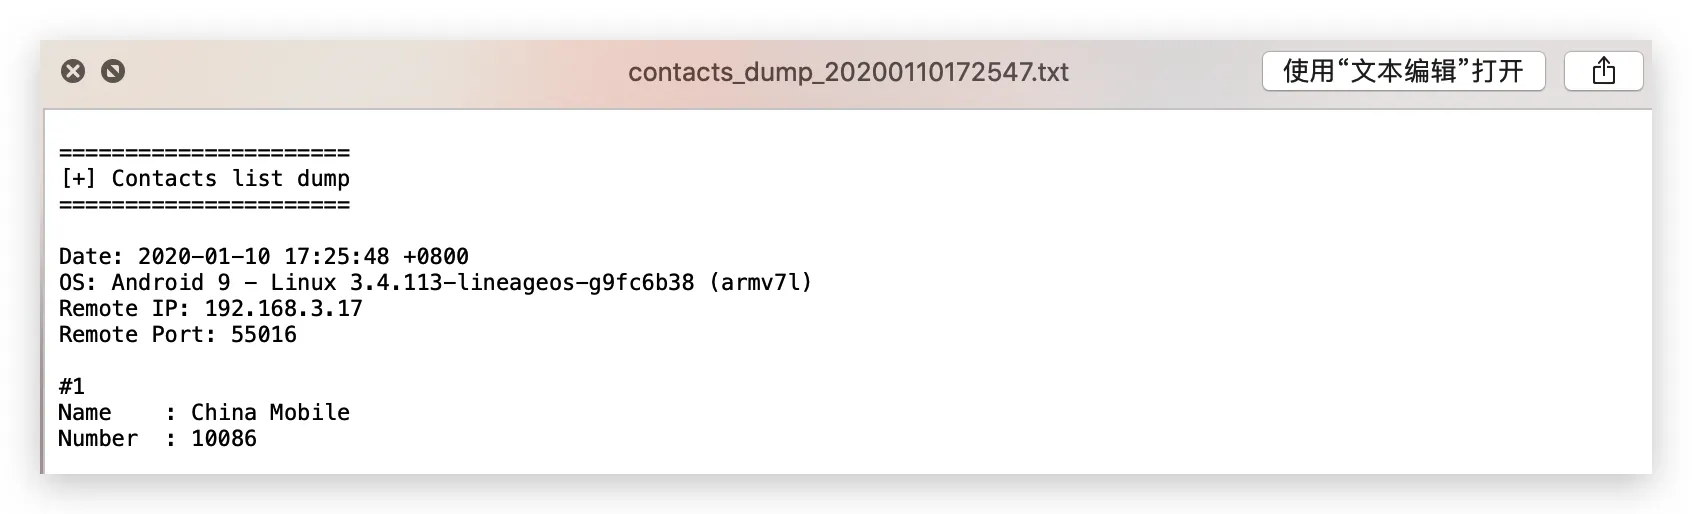 contacts_dump_20200110172547.txt
使用“文本编辑”打开
======================
[+] Contacts list dump
======================
Date: 2020-01-10 17:25:48 +0800
OS: Android 9 - Linux 3.4.113-lineageos-g9fc6b38 (armv7l)
Remote IP: 192.168.3.17
Remote Port: 55016
#1
Name    : China Mobile
Number  : 10086